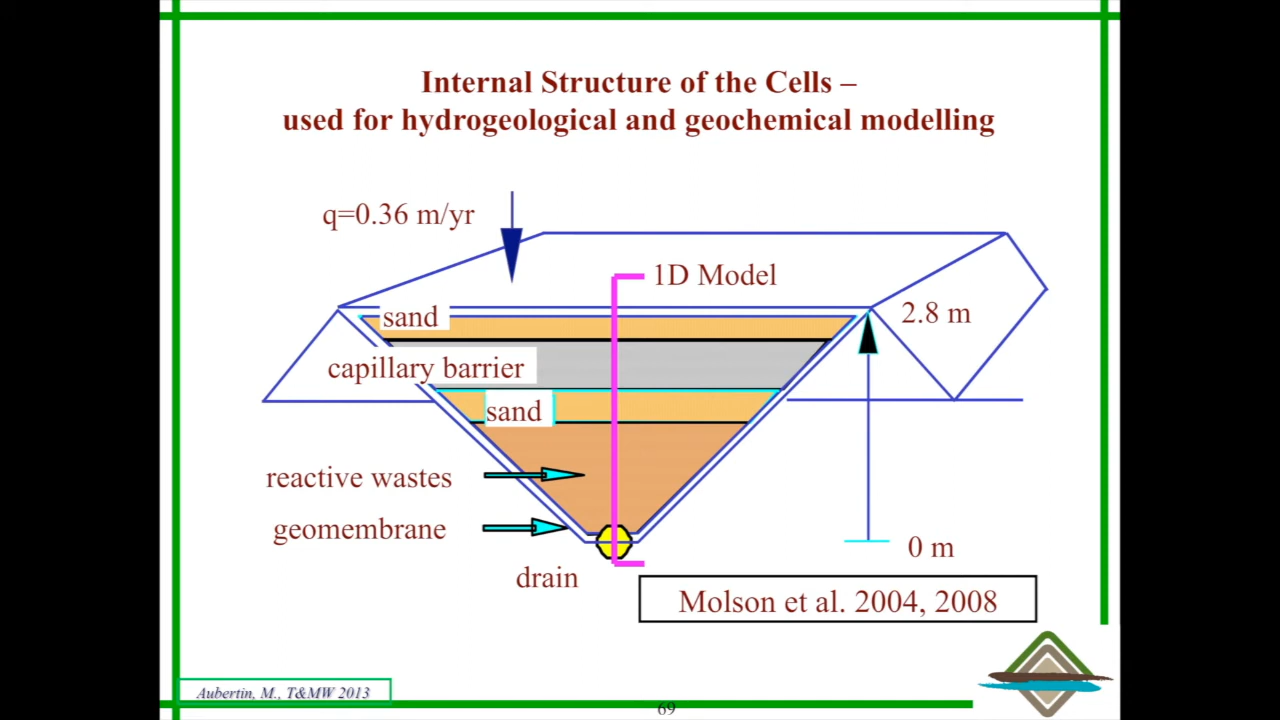 Internal Structure of the Cells –
used for hydrogeological and geochemical modelling
q=0.36 m/yr
1D Model
sand
2.8 m
capillary barrier
sand
reactive wastes
geomembrane
0 m
drain
Molson et al. 2004, 2008
Aubertin, M., T&MW 2013
69